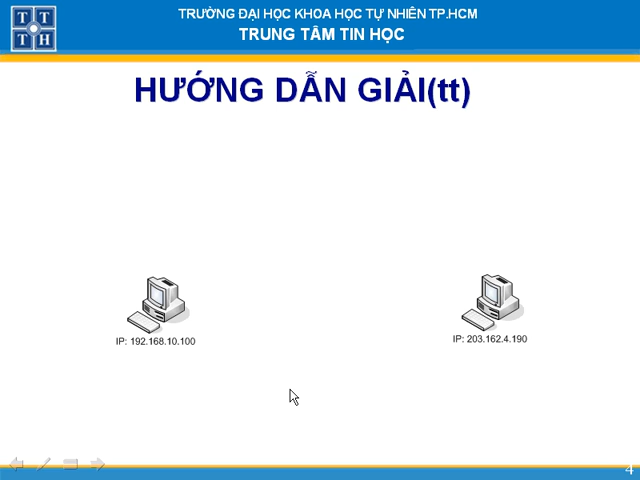 TRƯỜNG ĐẠI HỌC KHOA HỌC TỰ NHIÊN TP.HCM
TRUNG TÂM TIN HỌC
T T
T H
HƯỚNG DẪN GIẢI(tt)
IP: 192.168.10.100
IP: 203.162.4.190
4